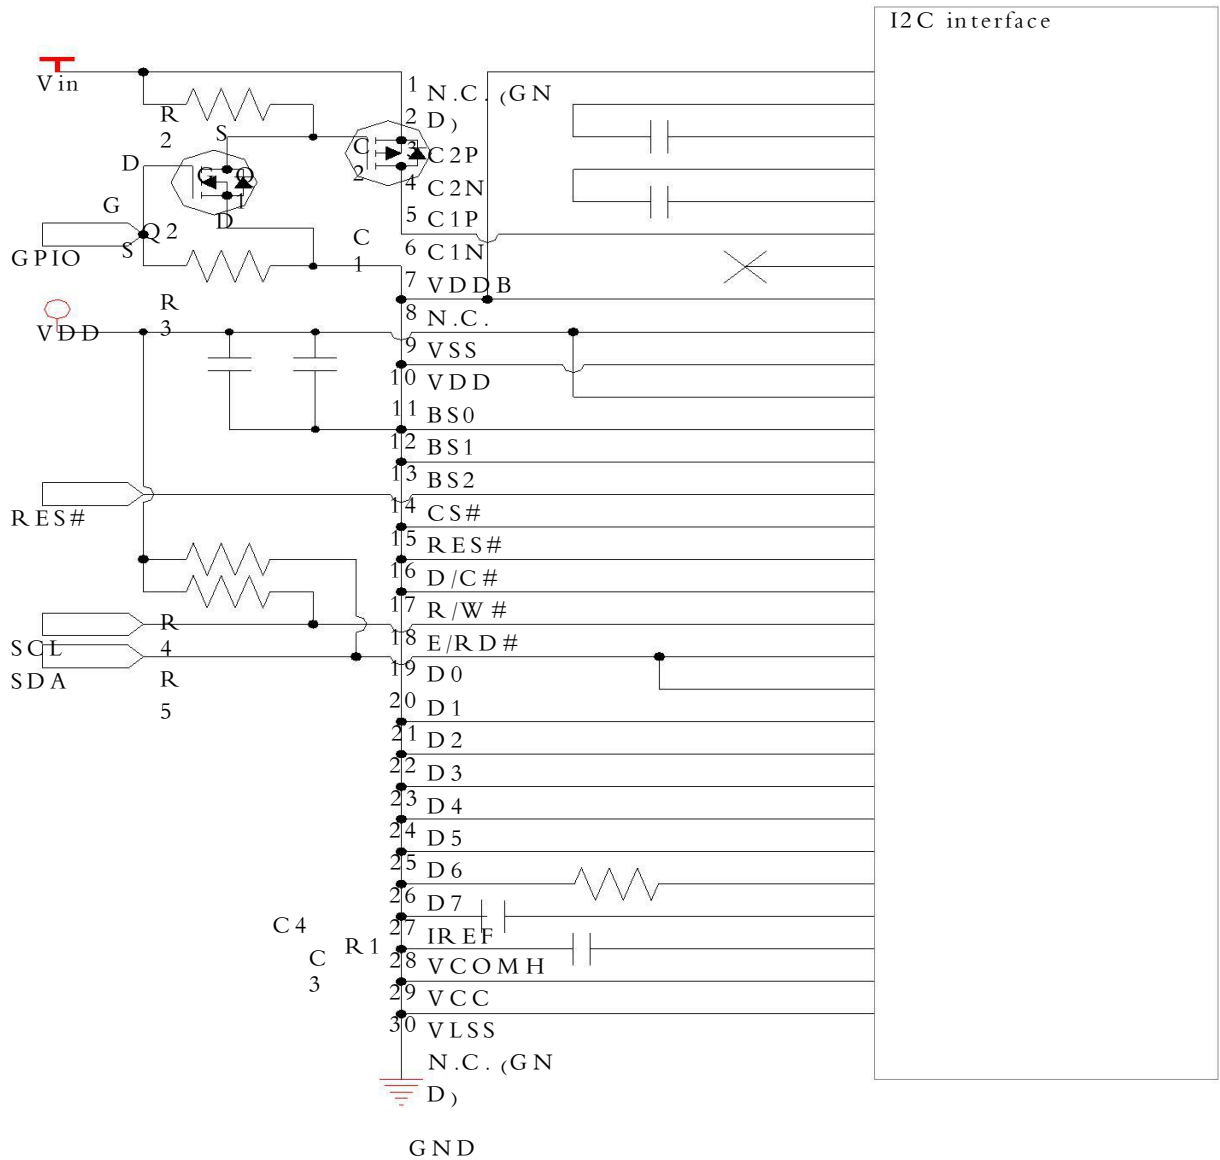 I2C interface
Vin
1 N.C. (GN
D)
2
R
2
S
C
2
3 C2P
D
G Q
1
4 C2N
G
D
5 C1P
Q2
S
GPIO
C
1
6 C1N
7 VDDB
R
3
8 N.C.
VDD
9 VSS
10 VDD
11 BS0
12 BS1
13 BS2
14 CS#
RES#
15 RES#
16 D/C#
17 R/W#
R
4
18 E/RD#
SCL
19 D0
SDA
R
5
20 D1
21 D2
22 D3
23 D4
24 D5
25 D6
26 D7
C4
27 IREF
R1
C
3
28 VCOMH
29 VCC
30 VLSS
N.C. (GN
D)
GND